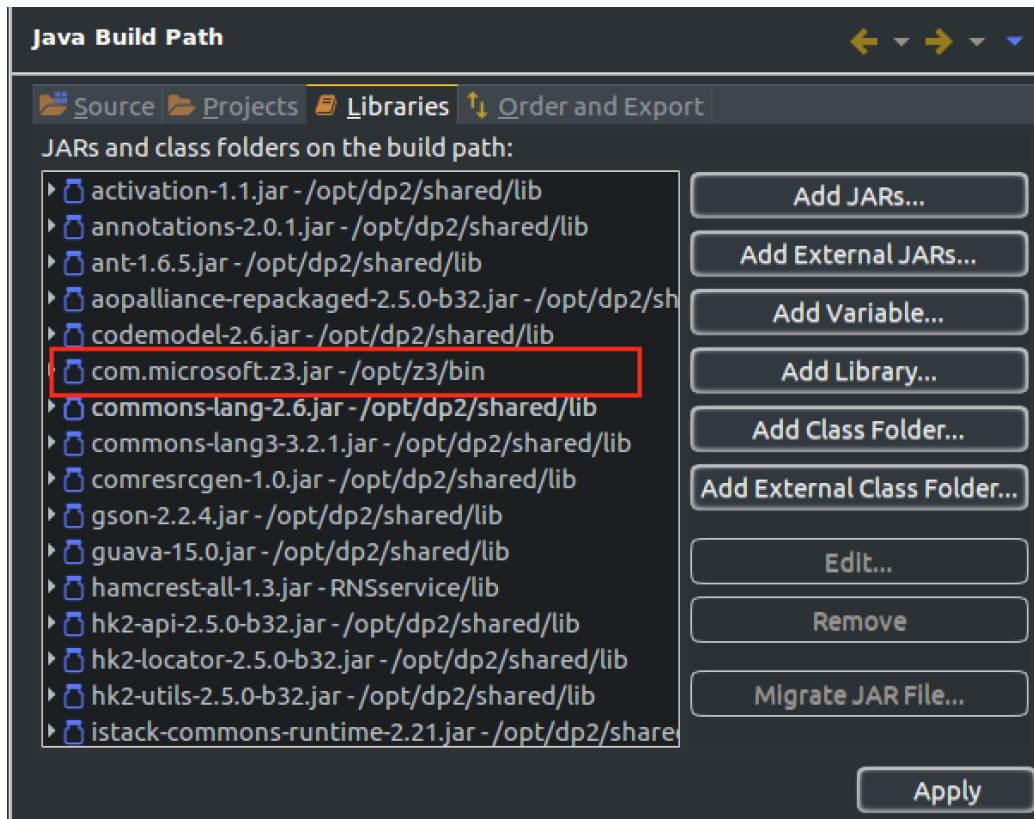 Java Build Path
Source Projects Libraries Order and Export
JARs and class folders on the build path:
activation-1.1.jar - /opt/dp2/shared/lib
annotations-2.0.1.jar - /opt/dp2/shared/lib
ant-1.6.5.jar - /opt/dp2/shared/lib
aopalliance-repackaged-2.5.0-b32.jar - /opt/dp2/sh
codemodel-2.6.jar - /opt/dp2/shared/lib
com.microsoft.z3.jar - /opt/z3/bin
commons-lang-2.6.jar - /opt/dp2/shared/lib
commons-lang3-3.2.1.jar - /opt/dp2/shared/lib
comresrcgen-1.0.jar - /opt/dp2/shared/lib
gson-2.2.4.jar - /opt/dp2/shared/lib
guava-15.0.jar - /opt/dp2/shared/lib
hamcrest-all-1.3.jar - RNSservice/lib
hk2-api-2.5.0-b32.jar - /opt/dp2/shared/lib
hk2-locator-2.5.0-b32.jar - /opt/dp2/shared/lib
hk2-utils-2.5.0-b32.jar - /opt/dp2/shared/lib
istack-commons-runtime-2.21.jar - /opt/dp2/share
Add JARs...
Add External JARs...
Add Variable...
Add Library...
Add Class Folder...
Add External Class Folder...
Edit...
Remove
Migrate JAR File...
Apply